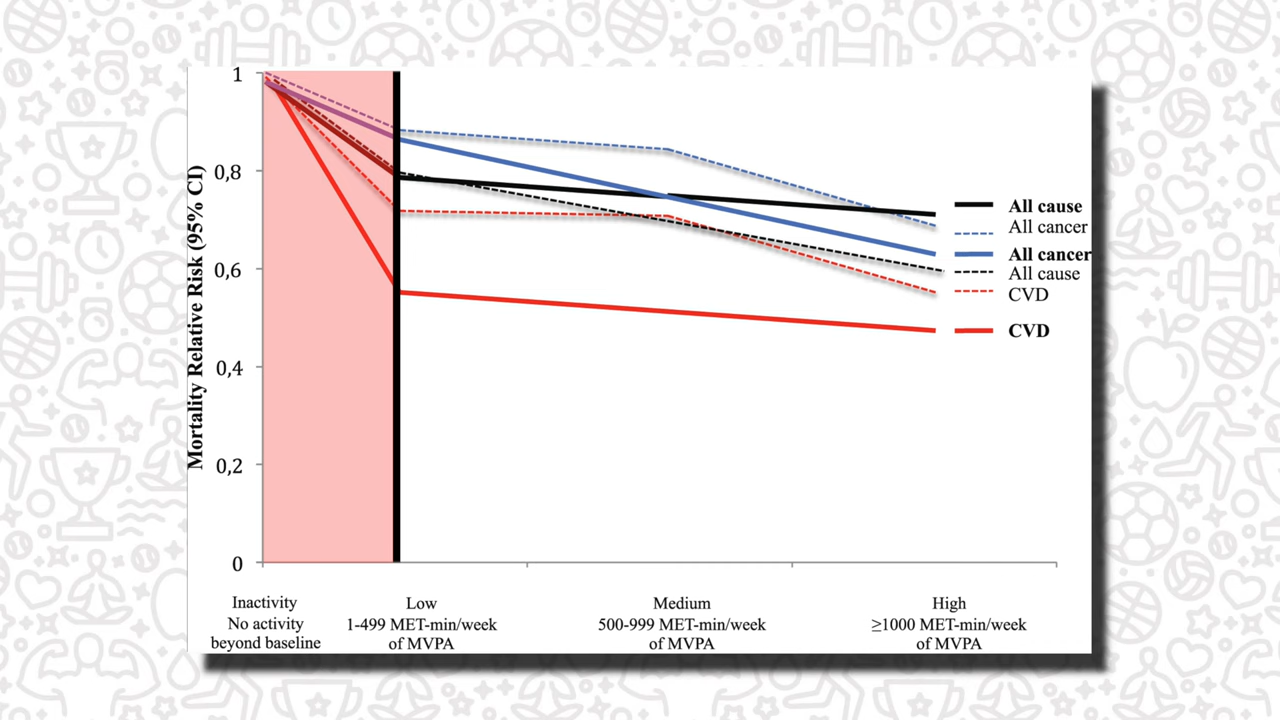 Mortality Relative Risk (95% CI)
1
0,8
0,6
0,4
0,2
0
All cause
All cancer
All cancer
All cause
CVD
CVD
Inactivity
No activity
beyond baseline
Low
1-499 MET-min/week
of MVPA
Medium
500-999 MET-min/week
of MVPA
High
≥1000 MET-min/week
of MVPA